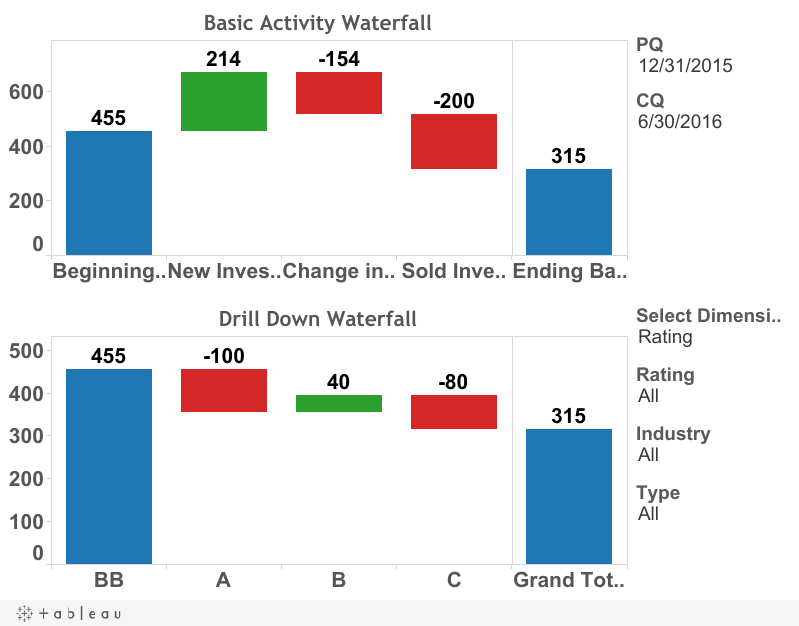 Basic Activity Waterfall
PQ
12/31/2015
CQ
6/30/2016
600
400
200
0
455
214
-154
-200
315
Beginning..
New Inves..
Change in..
Sold Inve..
Ending Ba..
Drill Down Waterfall
Select Dimensi..
Rating
Rating
All
Industry
All
Type
All
500
400
300
200
100
0
455
-100
40
-80
315
BB
A
B
C
Grand Tot..
+ a b l e a u